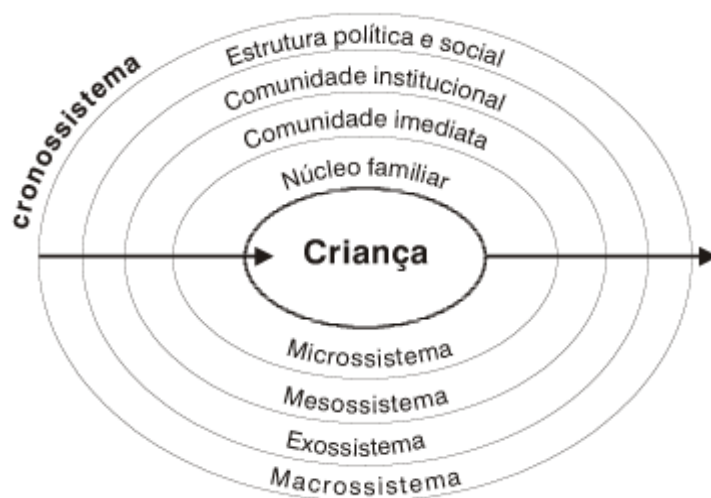 cronossistema
Estrutura política e social
Comunidade institucional
Comunidade imediata
Núcleo familiar
Criança
Microssistema
Mesossistema
Exossistema
Macrossistema